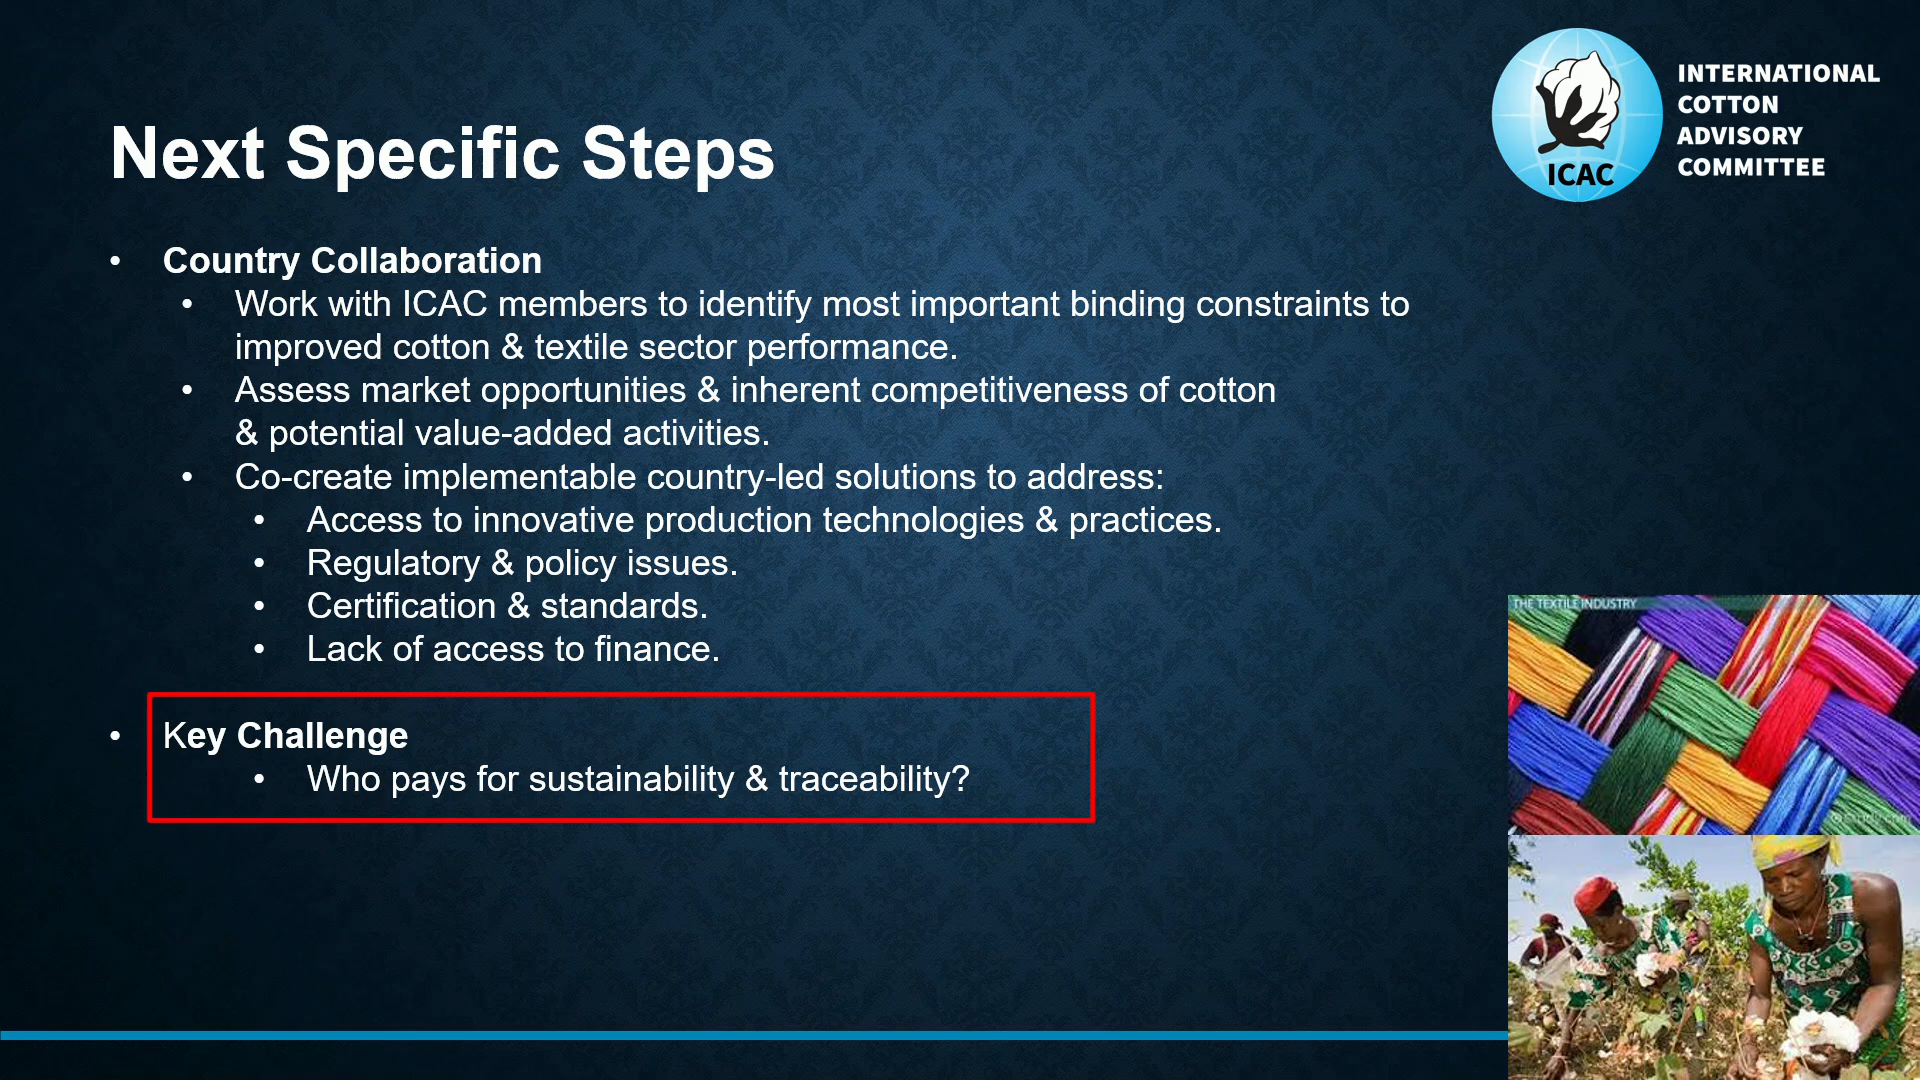 INTERNATIONAL
COTTON
ADVISORY
COMMITTEE
ICAC
Next Specific Steps
• Country Collaboration
• Work with ICAC members to identify most important binding constraints to
improved cotton & textile sector performance.
• Assess market opportunities & inherent competitiveness of cotton
& potential value-added activities.
• Co-create implementable country-led solutions to address:
• Access to innovative production technologies & practices.
• Regulatory & policy issues.
• Certification & standards.
• Lack of access to finance.
• Key Challenge
• Who pays for sustainability & traceability?
THE TEXTILE INDUSTRY
© Study.com